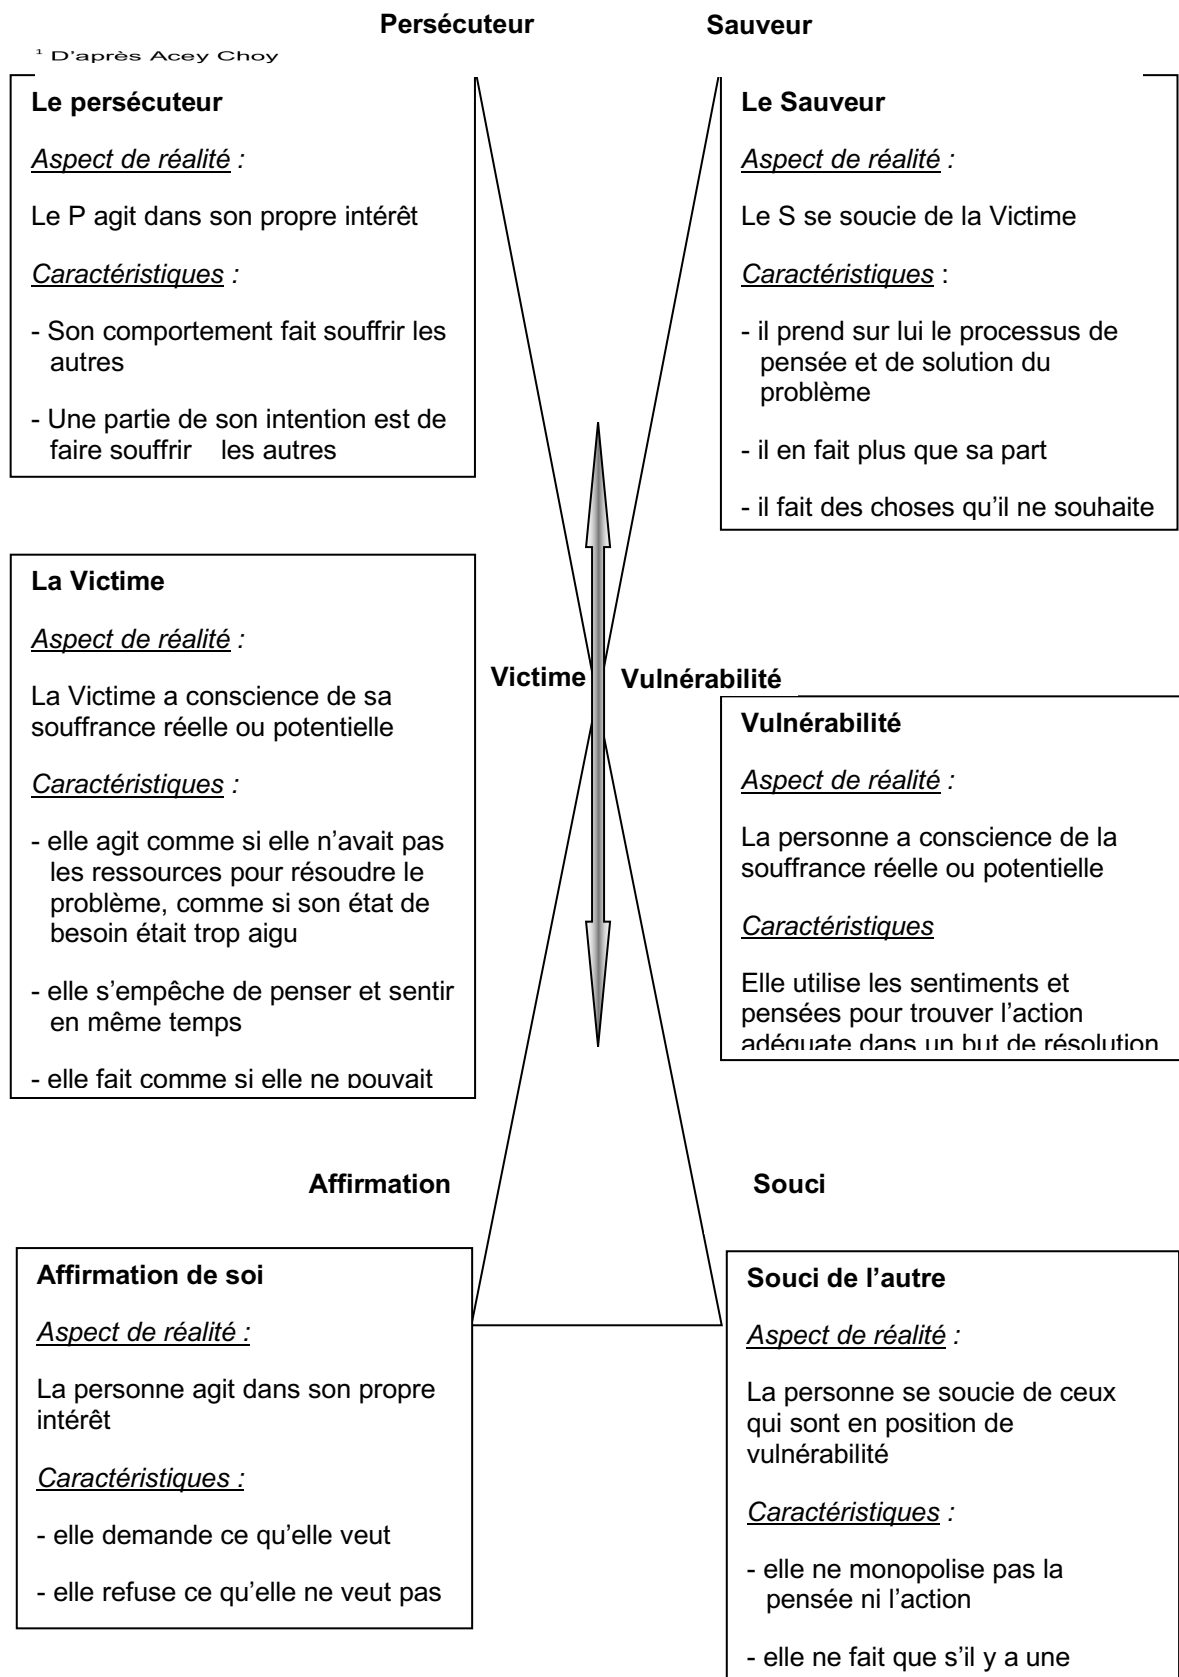 Persécuteur
Sauveur
¹ D'après Acey Choy
Le persécuteur
Aspect de réalité :
Le P agit dans son propre intérêt
Caractéristiques :
- Son comportement fait souffrir les
autres
- Une partie de son intention est de
faire souffrir les autres
Le Sauveur
Aspect de réalité :
Le S se soucie de la Victime
Caractéristiques :
- il prend sur lui le processus de
pensée et de solution du
problème
- il en fait plus que sa part
- il fait des choses qu’il ne souhaite
La Victime
Aspect de réalité :
La Victime a conscience de sa
souffrance réelle ou potentielle
Caractéristiques :
- elle agit comme si elle n’avait pas
les ressources pour résoudre le
problème, comme si son état de
besoin était trop aigu
- elle s’empêche de penser et sentir
en même temps
- elle fait comme si elle ne pouvait
Victime
Vulnérabilité
Vulnérabilité
Aspect de réalité :
La personne a conscience de la
souffrance réelle ou potentielle
Caractéristiques
Elle utilise les sentiments et
pensées pour trouver l’action
adéquate dans un but de résolution
Affirmation
Souci
Affirmation de soi
Aspect de réalité :
La personne agit dans son propre
intérêt
Caractéristiques :
- elle demande ce qu’elle veut
- elle refuse ce qu’elle ne veut pas
Souci de l’autre
Aspect de réalité :
La personne se soucie de ceux
qui sont en position de
vulnérabilité
Caractéristiques :
- elle ne monopolise pas la
pensée ni l’action
- elle ne fait que s’il y a une